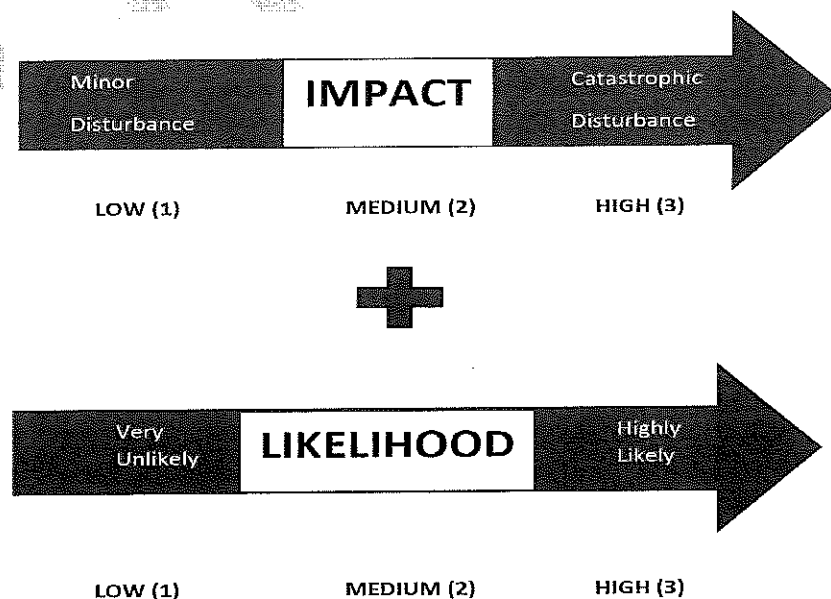 Minor
Disturbance
IMPACT
Catastrophic
Disturbance
LOW (1) MEDIUM (2) HIGH (3)
Very
Unlikely
LIKELIHOOD
Highly
Likely
LOW (1) MEDIUM (2) HIGH (3)